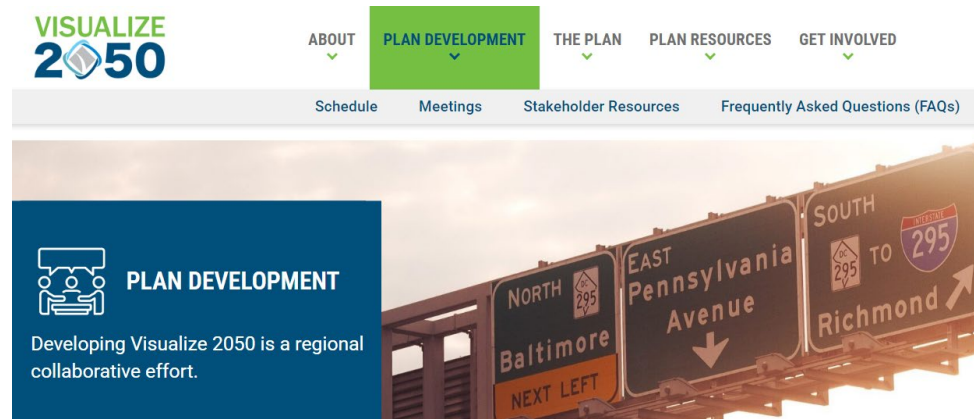 VISUALIZE
2050
ABOUT
PLAN DEVELOPMENT
THE PLAN
PLAN RESOURCES
GET INVOLVED
Schedule
Meetings
Stakeholder Resources
Frequently Asked Questions (FAQs)
PLAN DEVELOPMENT
Developing Visualize 2050 is a regional
collaborative effort.
NORTH DC 295
Baltimore
NEXT LEFT
EAST
Pennsylvania
Avenue
SOUTH
DC 295 TO INTERSTATE 295
Richmond